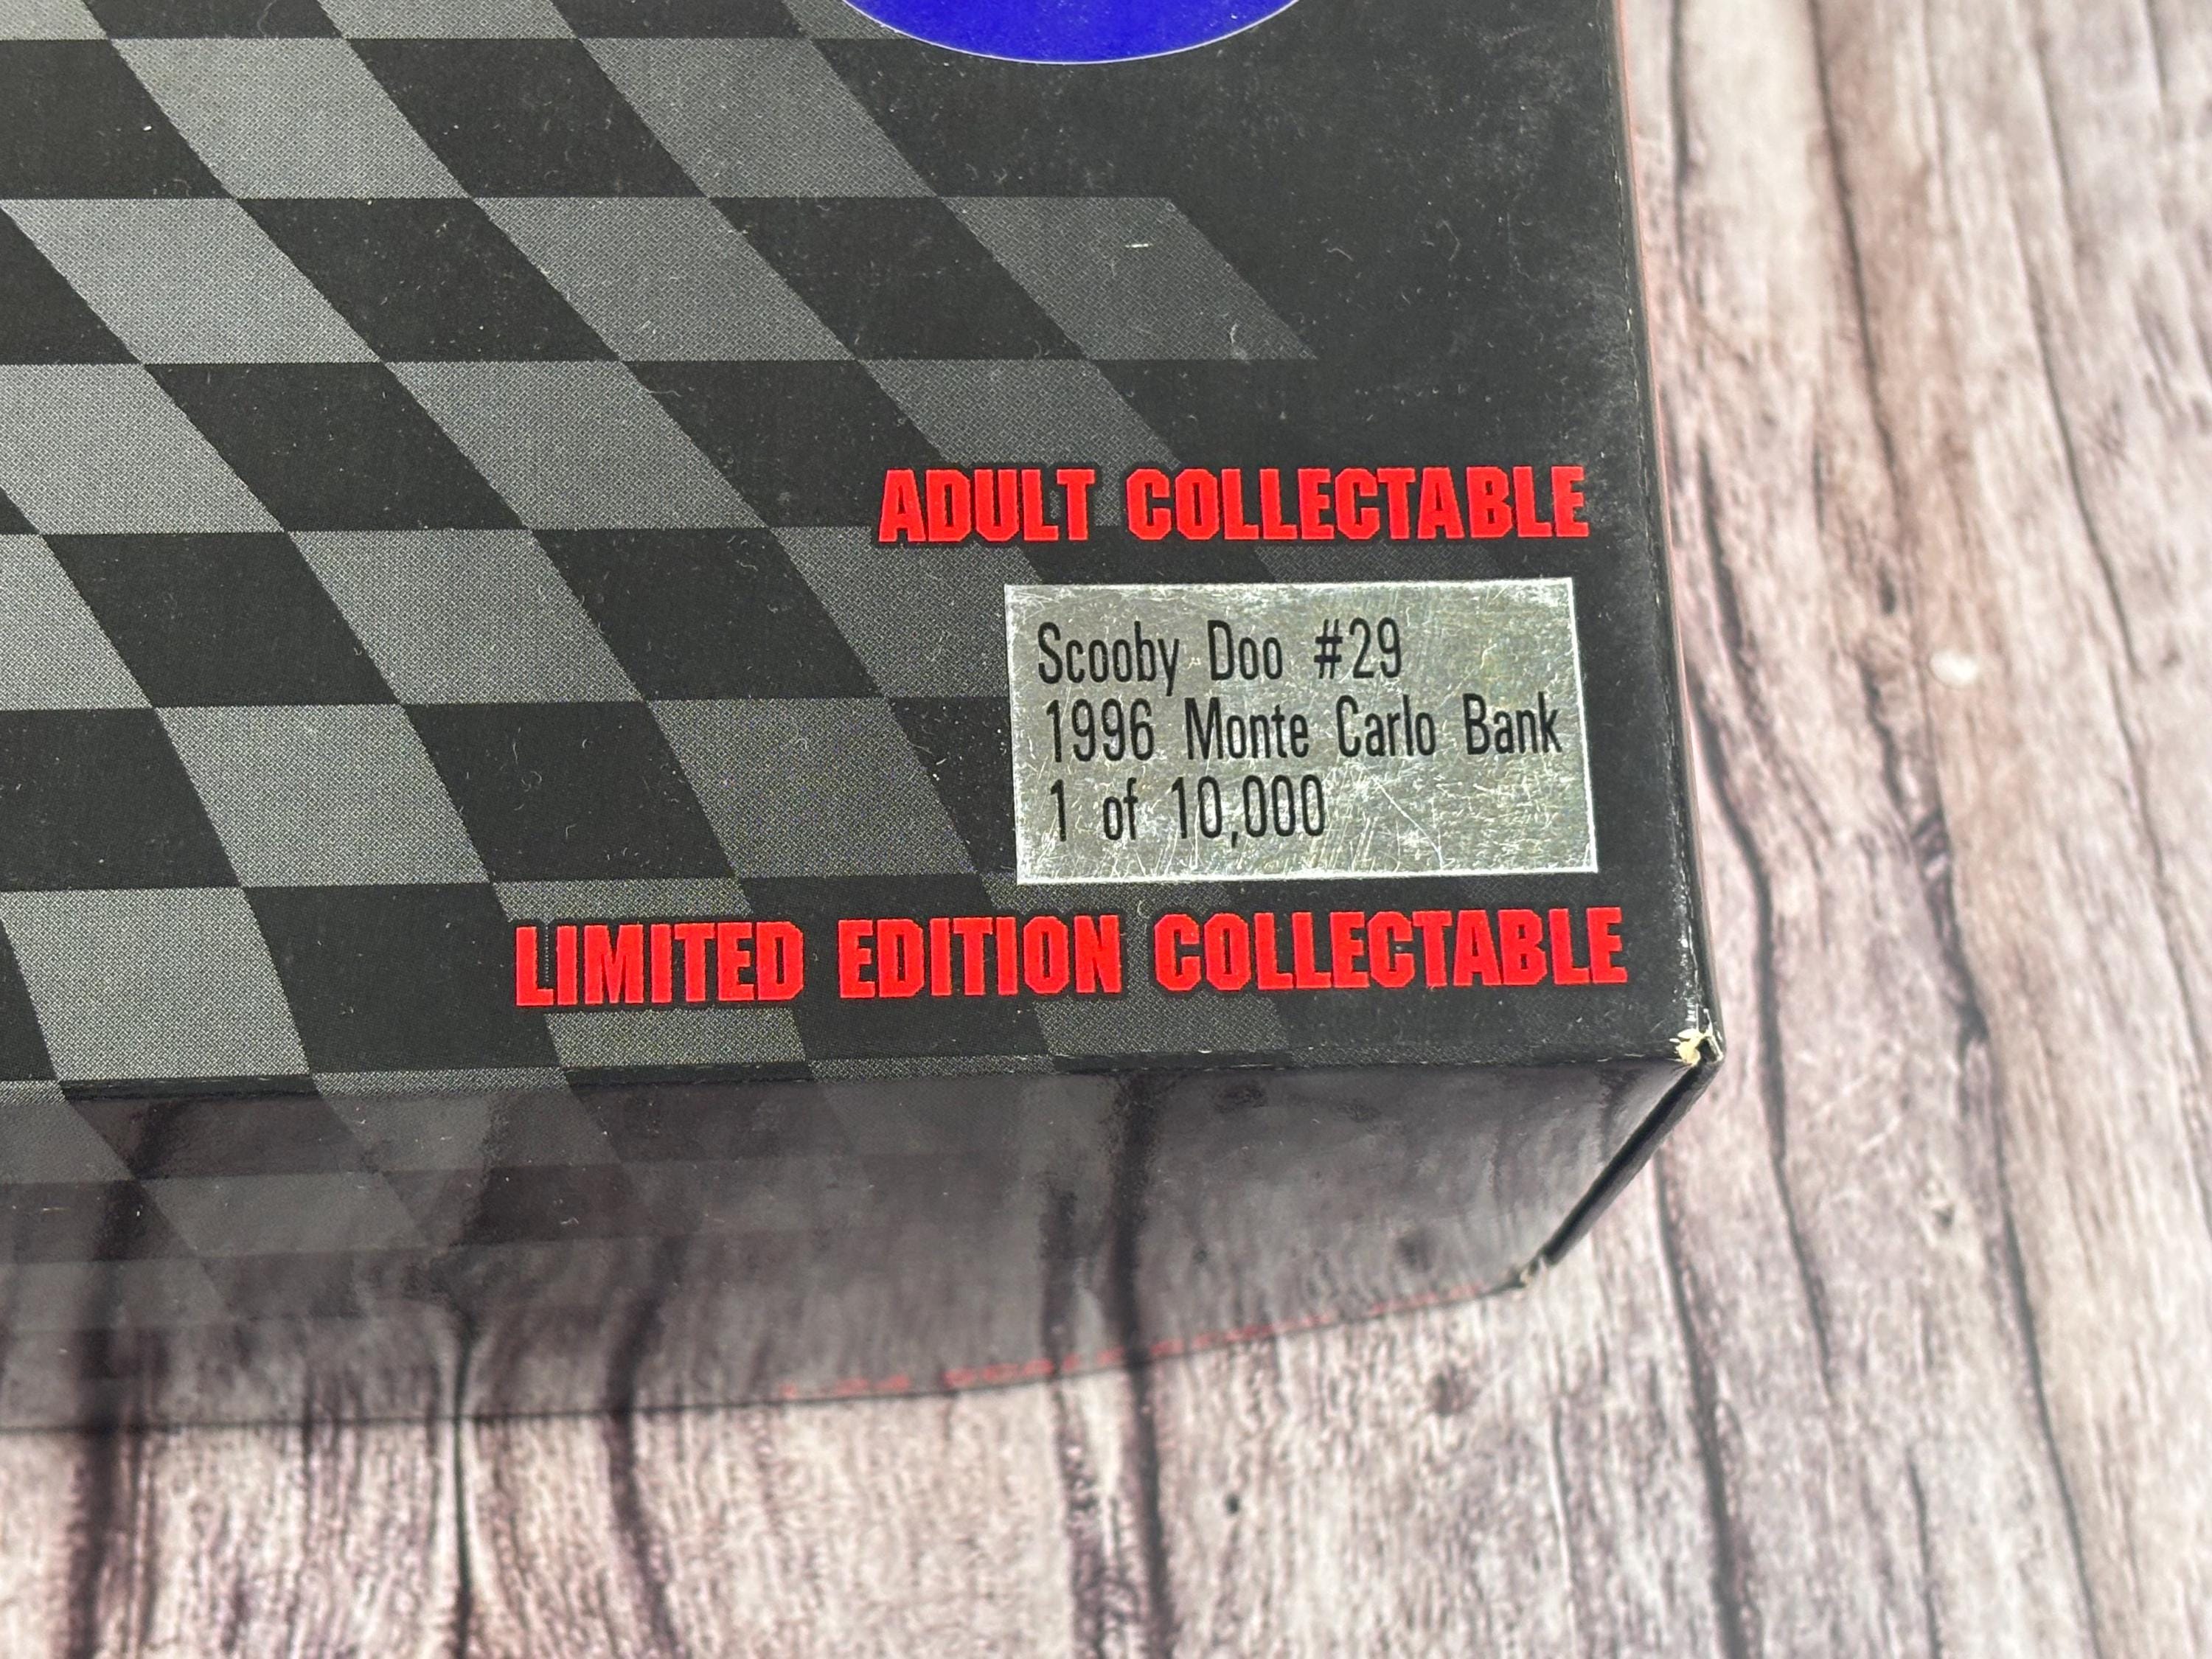 ADULT COLLECTABLE
Scooby Doo #29
1996 Monte Carlo Bank
1 of 10,000
LIMITED EDITION COLLECTABLE